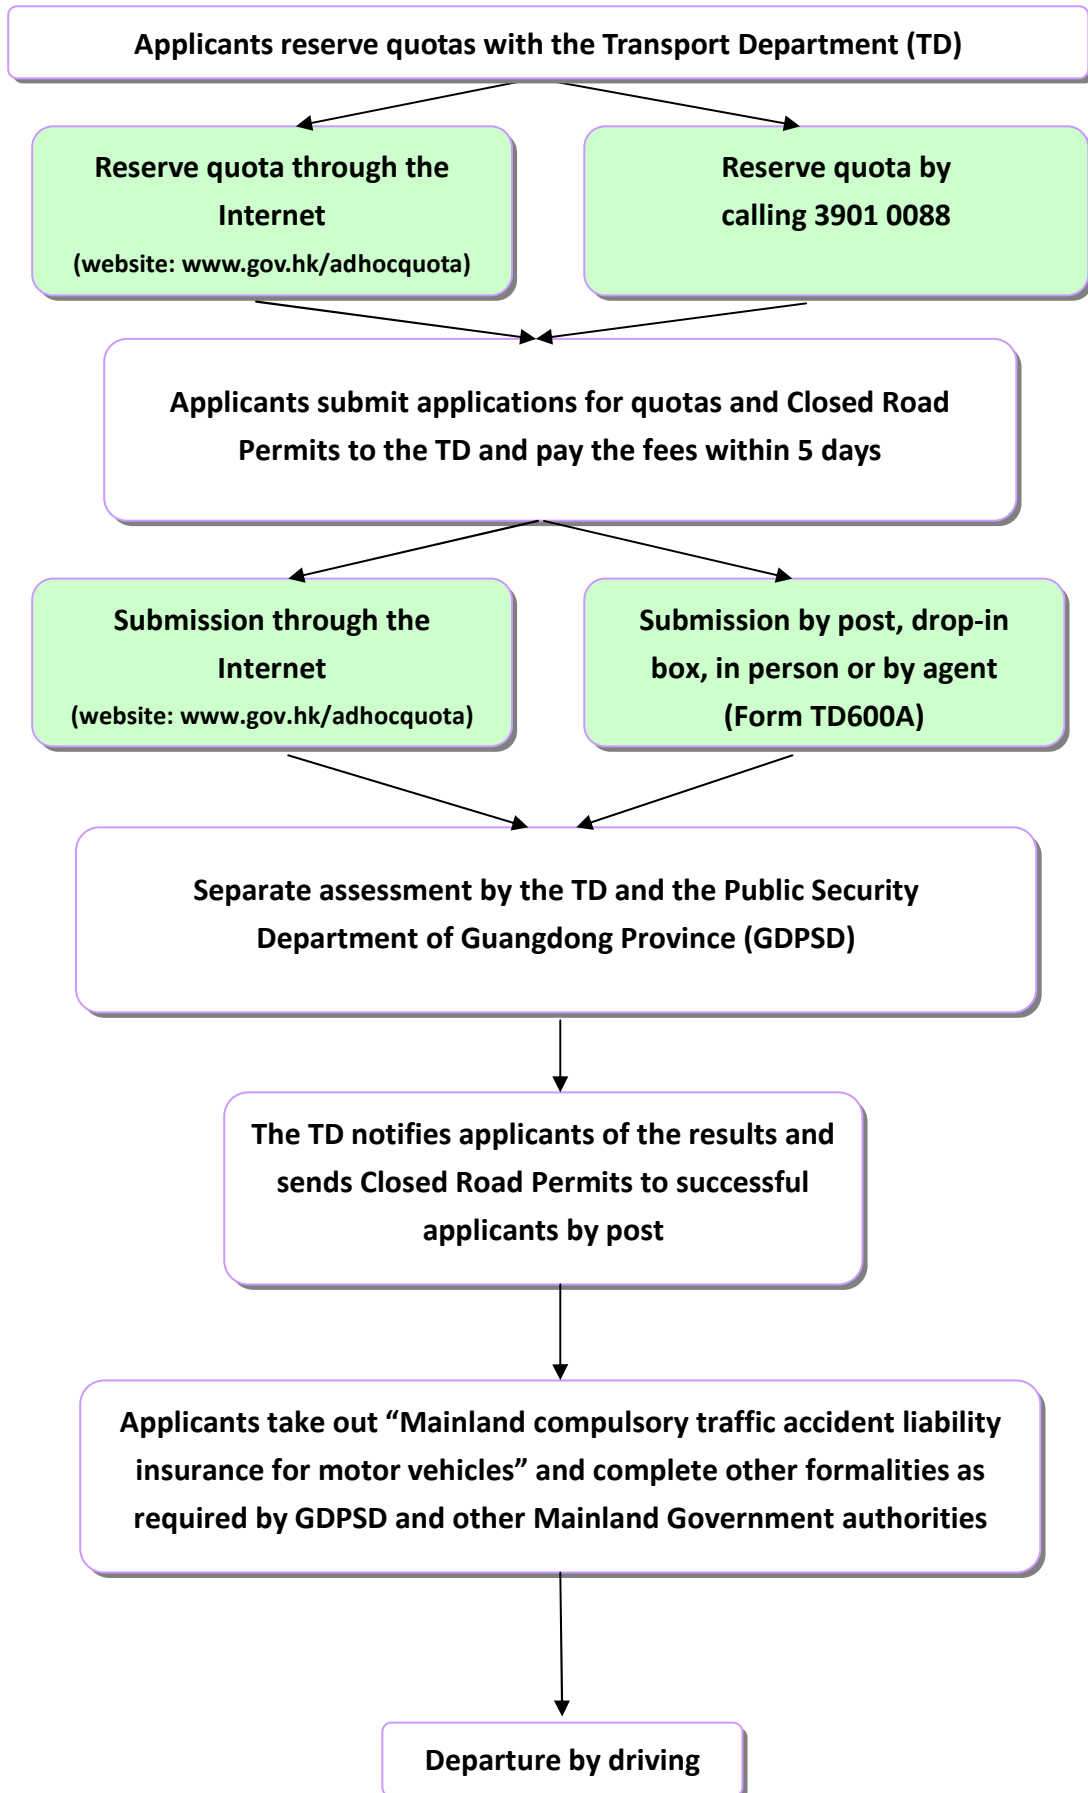 Applicants reserve quotas with the Transport Department (TD)
Reserve quota through the
Internet
(website: www.gov.hk/adhocquota)
Reserve quota by
calling 3901 0088
Applicants submit applications for quotas and Closed Road
Permits to the TD and pay the fees within 5 days
Submission through the
Internet
(website: www.gov.hk/adhocquota)
Submission by post, drop-in
box, in person or by agent
(Form TD600A)
Separate assessment by the TD and the Public Security
Department of Guangdong Province (GDPSD)
The TD notifies applicants of the results and
sends Closed Road Permits to successful
applicants by post
Applicants take out “Mainland compulsory traffic accident liability
insurance for motor vehicles” and complete other formalities as
required by GDPSD and other Mainland Government authorities
Departure by driving